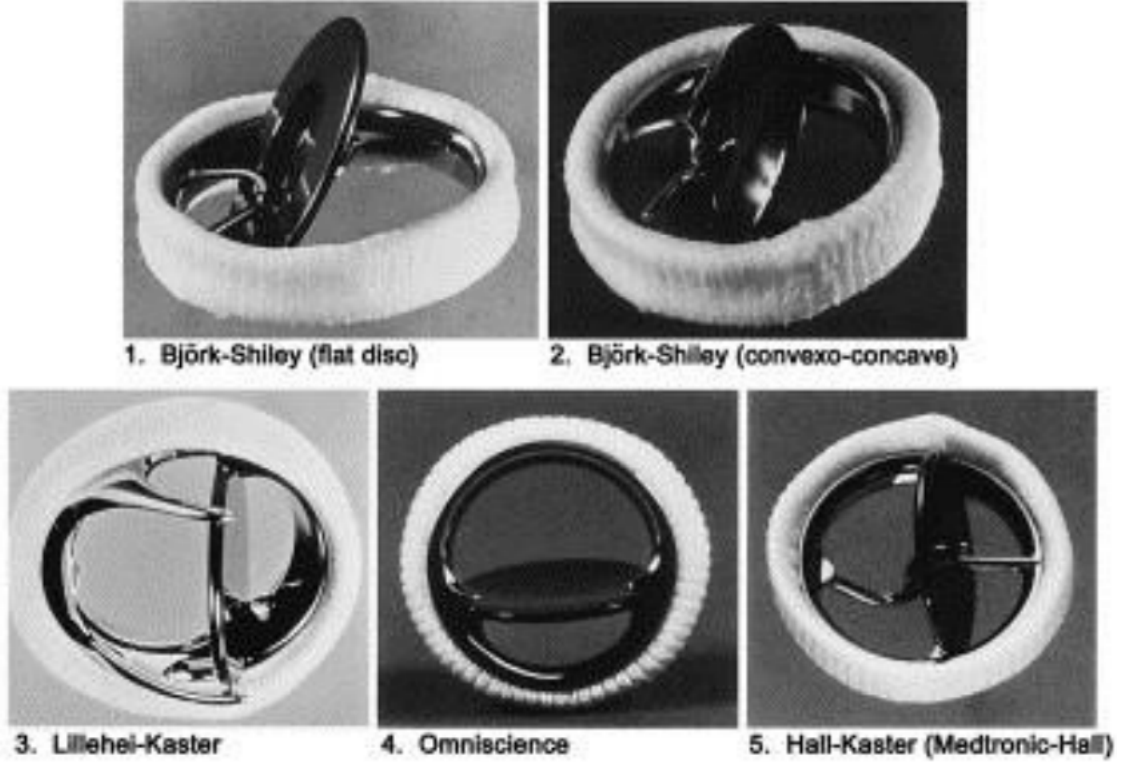 1. Björk-Shiley (flat disc)
2. Björk-Shiley (convexo-concave)
3. Lillehei-Kaster
4. Omniscience
5. Hall-Kaster (Medtronic-Hall)